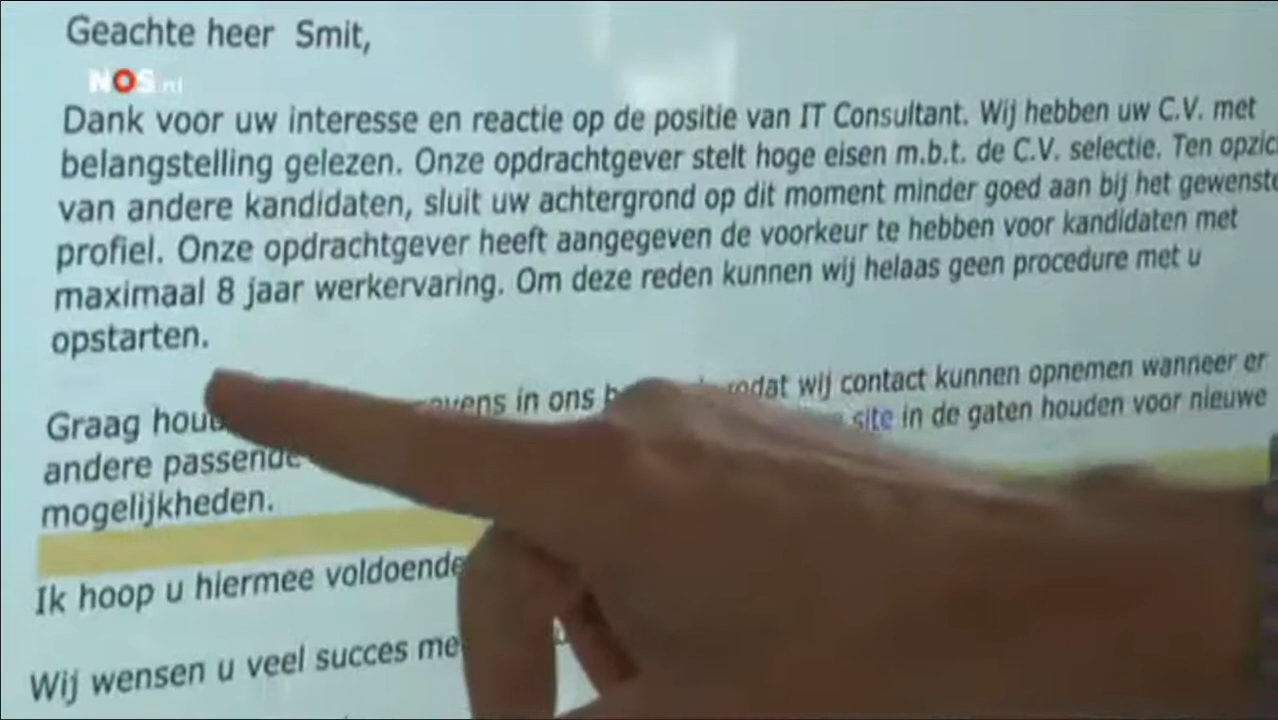 Geachte heer Smit,
NOS.nl
Dank voor uw interesse en reactie op de positie van IT Consultant. Wij hebben uw C.V. met
belangstelling gelezen. Onze opdrachtgever stelt hoge eisen m.b.t. de C.V. selectie. Ten opzic
van andere kandidaten, sluit uw achtergrond op dit moment minder goed aan bij het gewenste
profiel. Onze opdrachtgever heeft aangegeven de voorkeur te hebben voor kandidaten met
maximaal 8 jaar werkervaring. Om deze reden kunnen wij helaas geen procedure met u
opstarten.
Graag in ons wij contact kunnen opnemen wanneer er
andere passende site in de gaten houden voor nieuwe
mogelijkheden.
Ik hoop u hiermee voldoende
Wij wensen u veel succes me